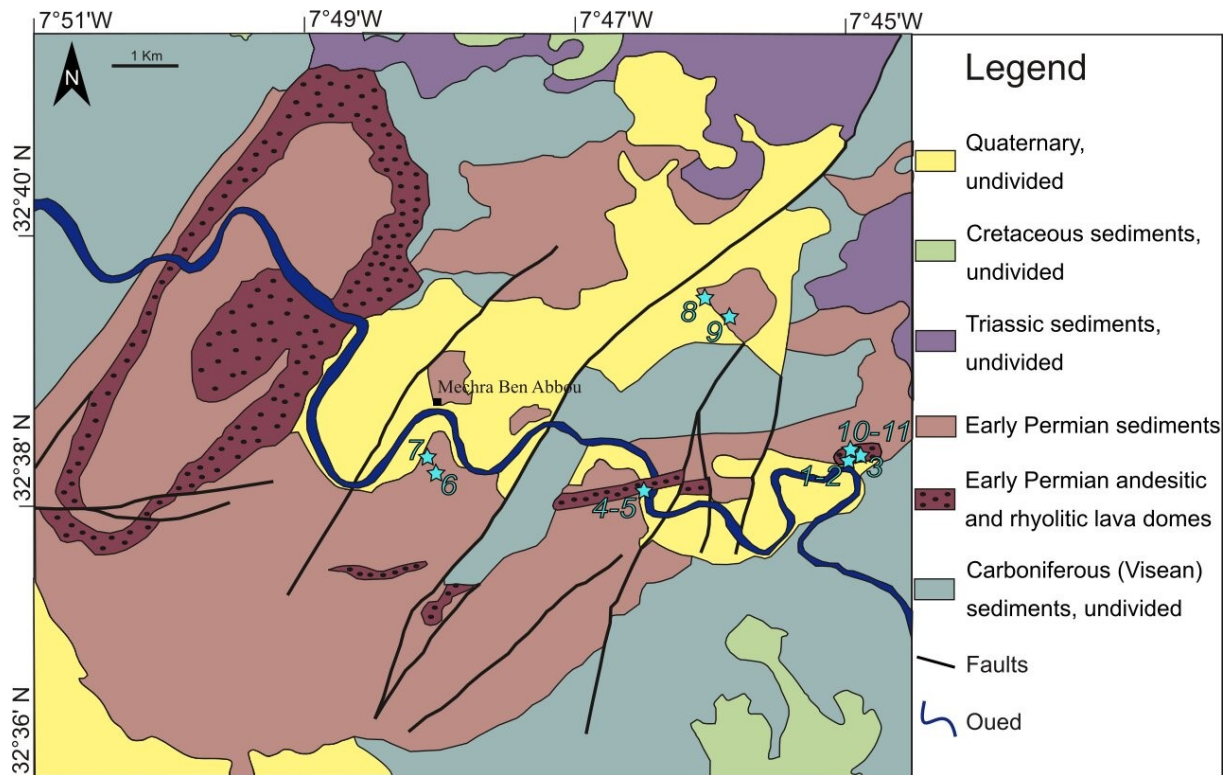 7°51'W
7°49'W
7°47'W
7°45'W
1 Km
N
32°40' N
32°38' N
32°36' N
8
9
Mechra Ben Abbou
7
6
4-5
10-11
1-2
3
Legend
Quaternary,
undivided
Cretaceous sediments,
undivided
Triassic sediments,
undivided
Early Permian sediments
Early Permian andesitic
and rhyolitic lava domes
Carboniferous (Visean)
sediments, undivided
Faults
Oued